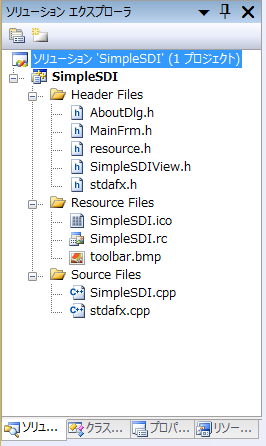 ソリューション エクスプローラ
ソリューション 'SimpleSDI' (1 プロジェクト)
SimpleSDI
Header Files
AboutDlg.h
MainFrm.h
resource.h
SimpleSDIView.h
stdafx.h
Resource Files
SimpleSDI.ico
SimpleSDI.rc
toolbar.bmp
Source Files
SimpleSDI.cpp
stdafx.cpp
ソリュ... クラス... プロパ... リソー...